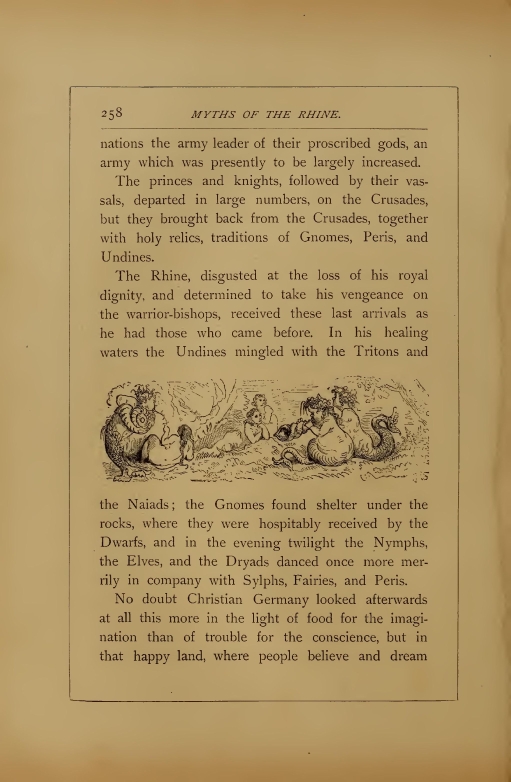 258 MYTHS OF THE RHINE.
nations the army leader of their proscribed gods, an
army which was presently to be largely increased.
The princes and knights, followed by their vas-
sals, departed in large numbers, on the Crusades,
but they brought back from the Crusades, together
with holy relics, traditions of Gnomes, Peris, and
Undines.
The Rhine, disgusted at the loss of his royal
dignity, and determined to take his vengeance on
the warrior-bishops, received these last arrivals as
he had those who came before. In his healing
waters the Undines mingled with the Tritons and
the Naiads; the Gnomes found shelter under the
rocks, where they were hospitably received by the
Dwarfs, and in the evening twilight the Nymphs,
the Elves, and the Dryads danced once more mer-
rily in company with Sylphs, Fairies, and Peris.
No doubt Christian Germany looked afterwards
at all this more in the light of food for the imagi-
nation than of trouble for the conscience, but in
that happy land, where people believe and dream